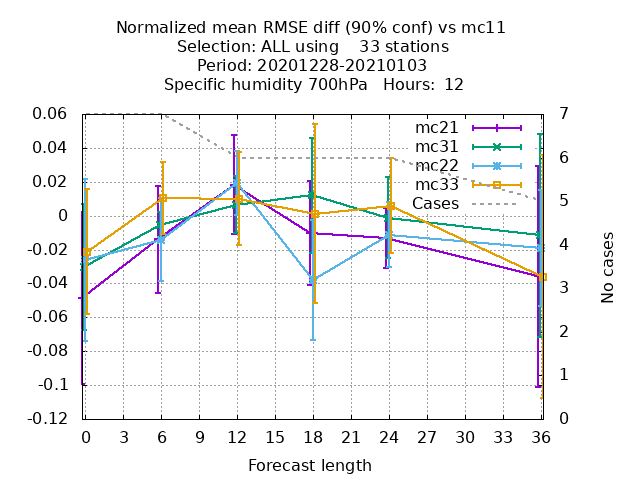 Normalized mean RMSE diff (90% conf) vs mc11
Selection: ALL using    33 stations
Period: 20201228-20210103
Specific humidity 700hPa   Hours:  12
0.06
0.04
0.02
0
-0.02
-0.04
-0.06
-0.08
-0.1
-0.12
mc21
mc31
mc22
mc33
Cases
7
6
5
4
3
2
1
0
No cases
0 3 6 9 12 15 18 21 24 27 30 33 36
Forecast length